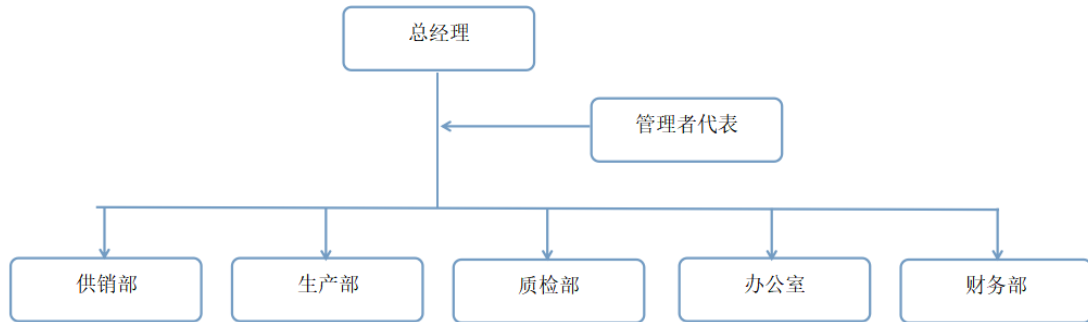 总经理
管理者代表
供销部
生产部
质检部
办公室
财务部